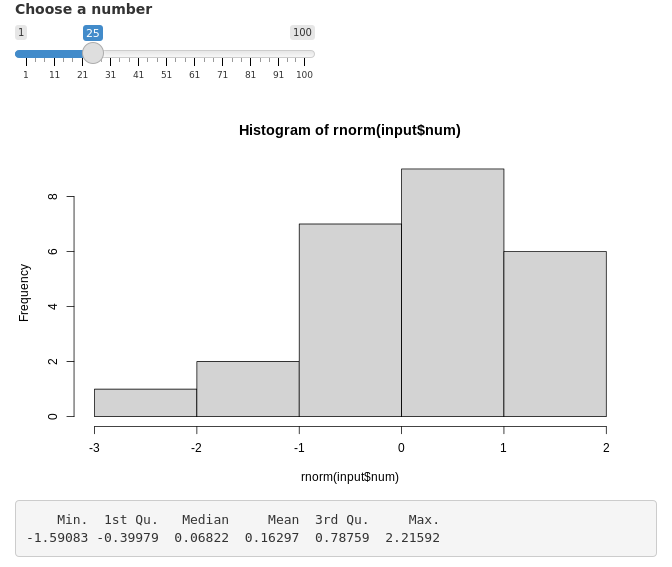 Choose a number
1 25 100
1 11 21 31 41 51 61 71 81 91 100
Histogram of rnorm(input$num)
Frequency
8
6
4
2
0
-3 -2 -1 0 1 2
rnorm(input$num)
Min. 1st Qu. Median Mean 3rd Qu. Max.
-1.59083 -0.39979 0.06822 0.16297 0.78759 2.21592